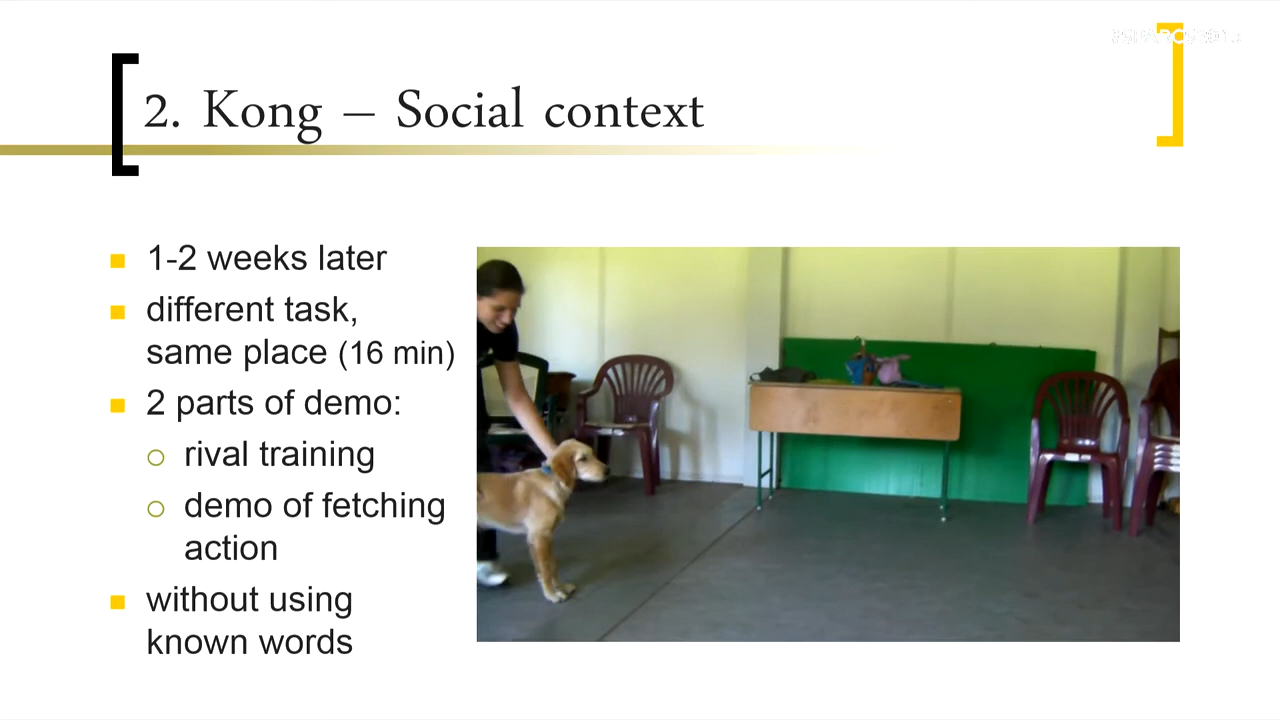 2. Kong – Social context
1-2 weeks later
different task,
same place (16 min)
2 parts of demo:
rival training
demo of fetching
action
without using
known words